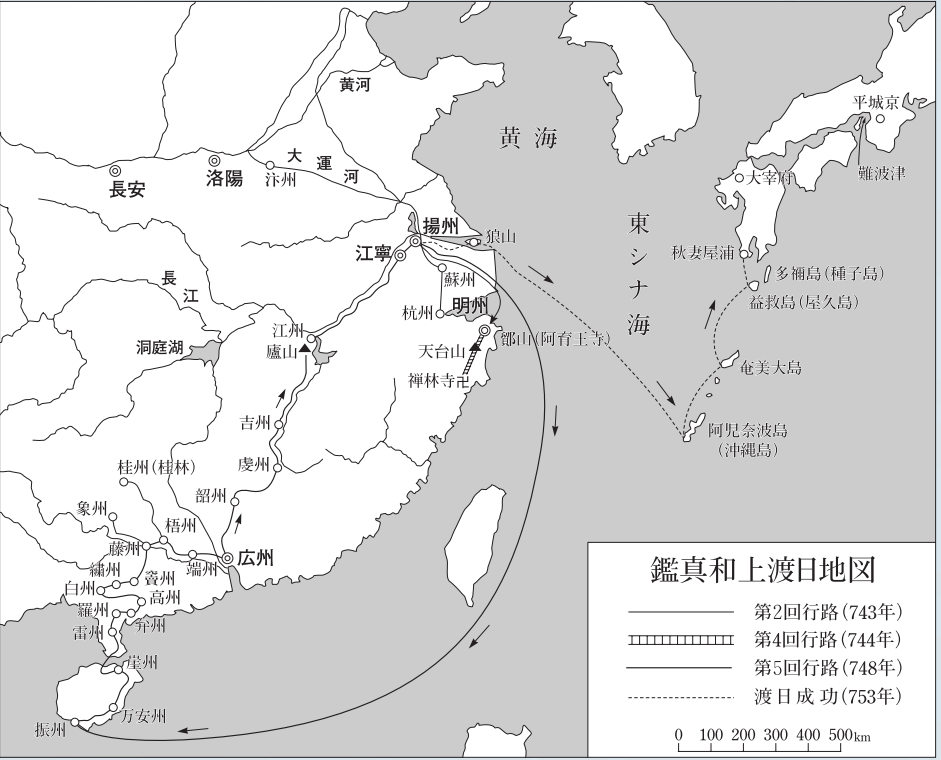 黄河
平城京
黄海
大運河
長安
洛陽
汴州
難波津
大宰府
揚州
狼山
東シナ海
江寧
秋妻屋浦
蘇州
多禰島(種子島)
長江
明州
益救島(屋久島)
杭州
江州
鄮山(阿育王寺)
洞庭湖
廬山
天台山
奄美大島
禅林寺卍
吉州
阿児奈波島
(沖縄島)
虔州
桂州(桂林)
韶州
象州
梧州
藤州
広州
端州
繍州
竇州
白州
高州
羅州
弁州
雷州
崖州
万安州
振州
鑑真和上渡日地図
第2回行路(743年)
第4回行路(744年)
第5回行路(748年)
渡日成功(753年)
0 100 200 300 400 500km